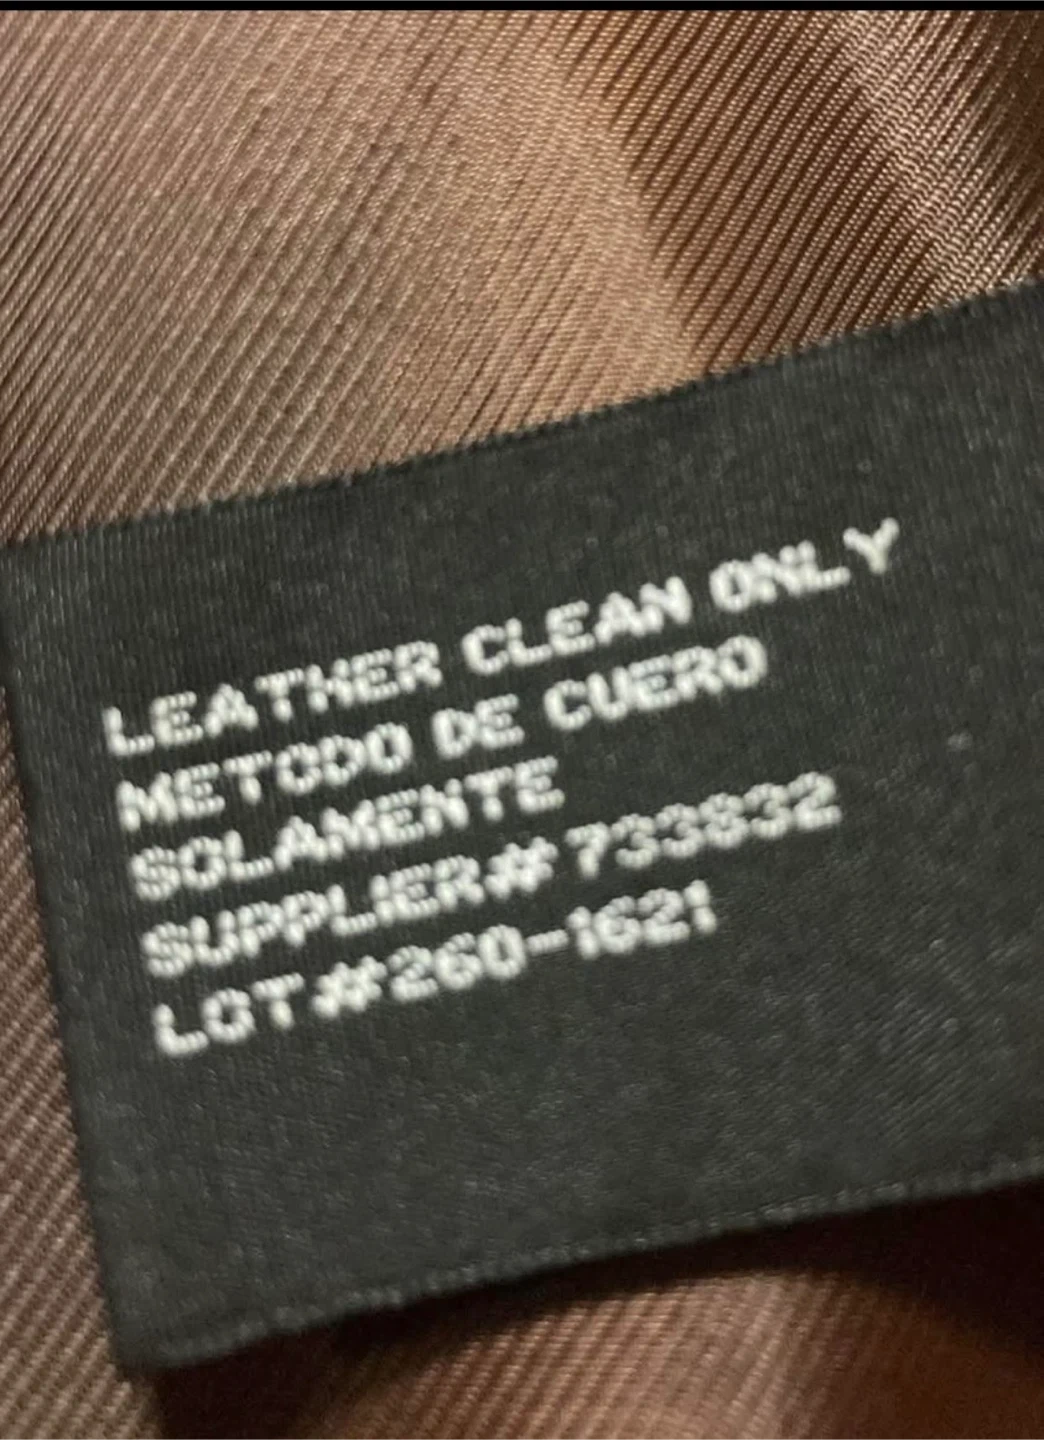 LEATHER CLEAN ONLY
METODO DE CUERO
SOLAMENTE
SUPPLIER# 733832
LOT#260-1621